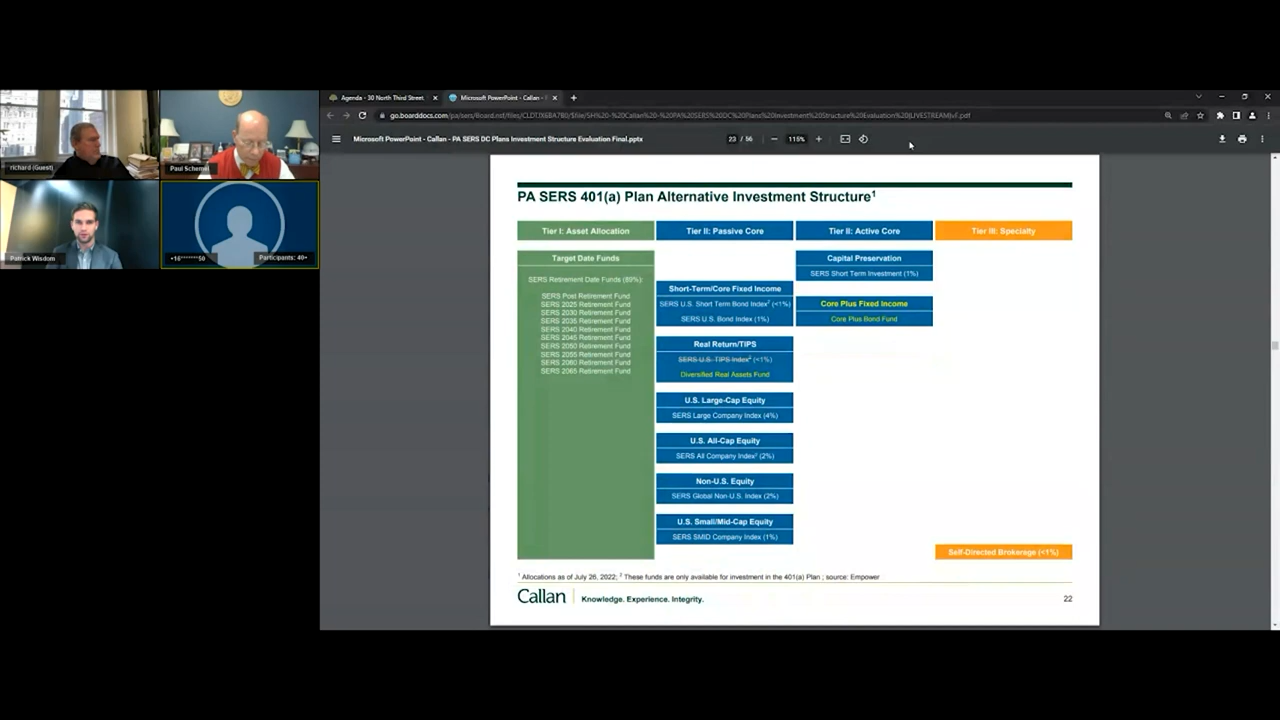 Agenda - 30 North Third Street
Microsoft PowerPoint - Callan -
Microsoft PowerPoint - Callan - PA SERS DC Plans Investment Structure Evaluation Final.pptx
23 / 56
115%
richard (Guest)
Paul Schemel
Patrick Wisdom
Participants: 40+
PA SERS 401(a) Plan Alternative Investment Structure1
Tier I: Asset Allocation
Tier II: Passive Core
Tier II: Active Core
Tier III: Specialty
Target Date Funds
SERS Retirement Date Funds (89%):
SERS Post Retirement Fund
SERS 2025 Retirement Fund
SERS 2030 Retirement Fund
SERS 2035 Retirement Fund
SERS 2040 Retirement Fund
SERS 2045 Retirement Fund
SERS 2050 Retirement Fund
SERS 2055 Retirement Fund
SERS 2060 Retirement Fund
SERS 2065 Retirement Fund
Short-Term/Core Fixed Income
SERS U.S. Short Term Bond Index2 (<1%)
SERS U.S. Bond Index (1%)
Real Return/TIPS
SERS U.S. TIPS Index2 (<1%)
Diversified Real Assets Fund
U.S. Large-Cap Equity
SERS Large Company Index (4%)
U.S. All-Cap Equity
SERS All Company Index2 (2%)
Non-U.S. Equity
SERS Global Non-U.S. Index (2%)
U.S. Small/Mid-Cap Equity
SERS SMID Company Index (1%)
Capital Preservation
SERS Short Term Investment (1%)
Core Plus Fixed Income
Core Plus Bond Fund
Self-Directed Brokerage (<1%)
1 Allocations as of July 26, 2022; 2 These funds are only available for investment in the 401(a) Plan ; source: Empower
Callan
Knowledge. Experience. Integrity.
22